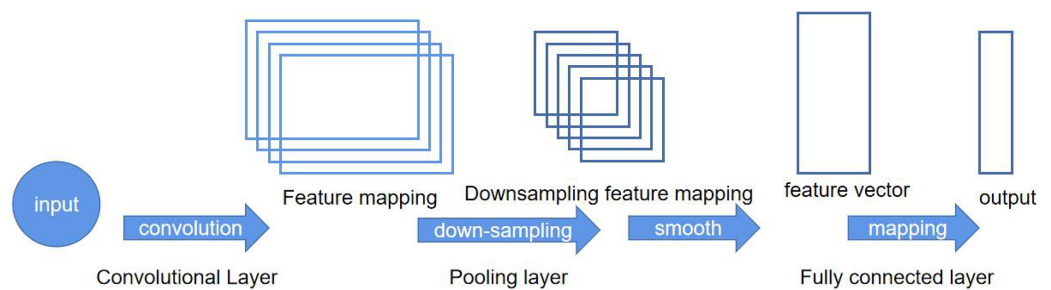 Feature mapping
Downsampling feature mapping
feature vector
output
input
convolution
down-sampling
smooth
mapping
Convolutional Layer
Pooling layer
Fully connected layer